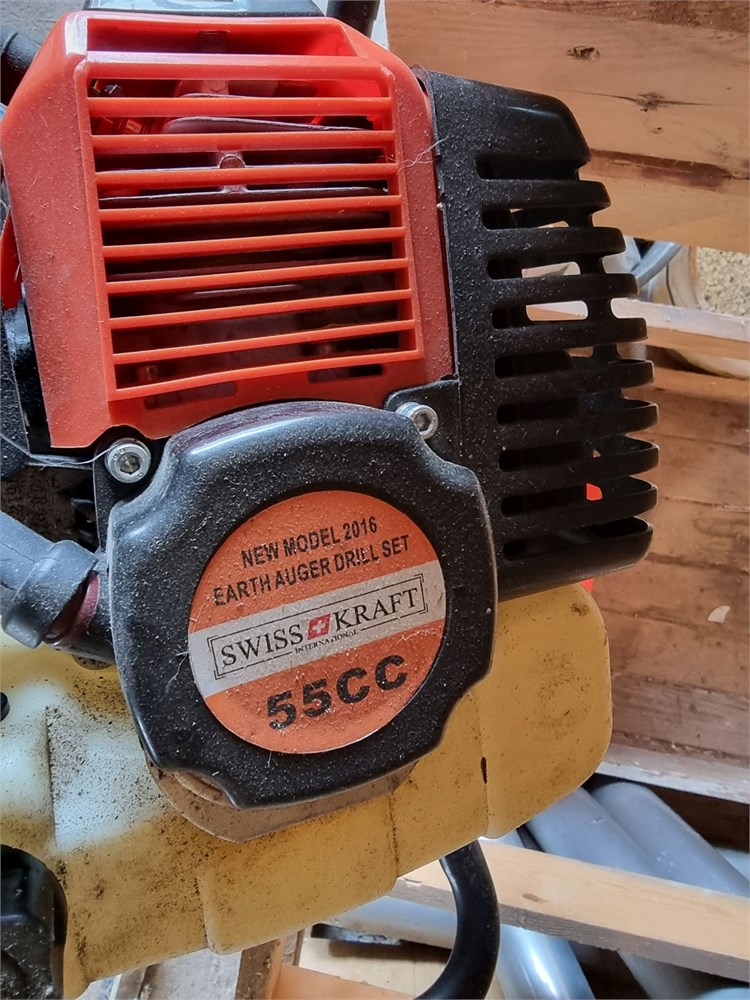 NEW MODEL 2016
EARTH AUGER DRILL SET
SWISS KRAFT
INTERNATIONAL
55CC